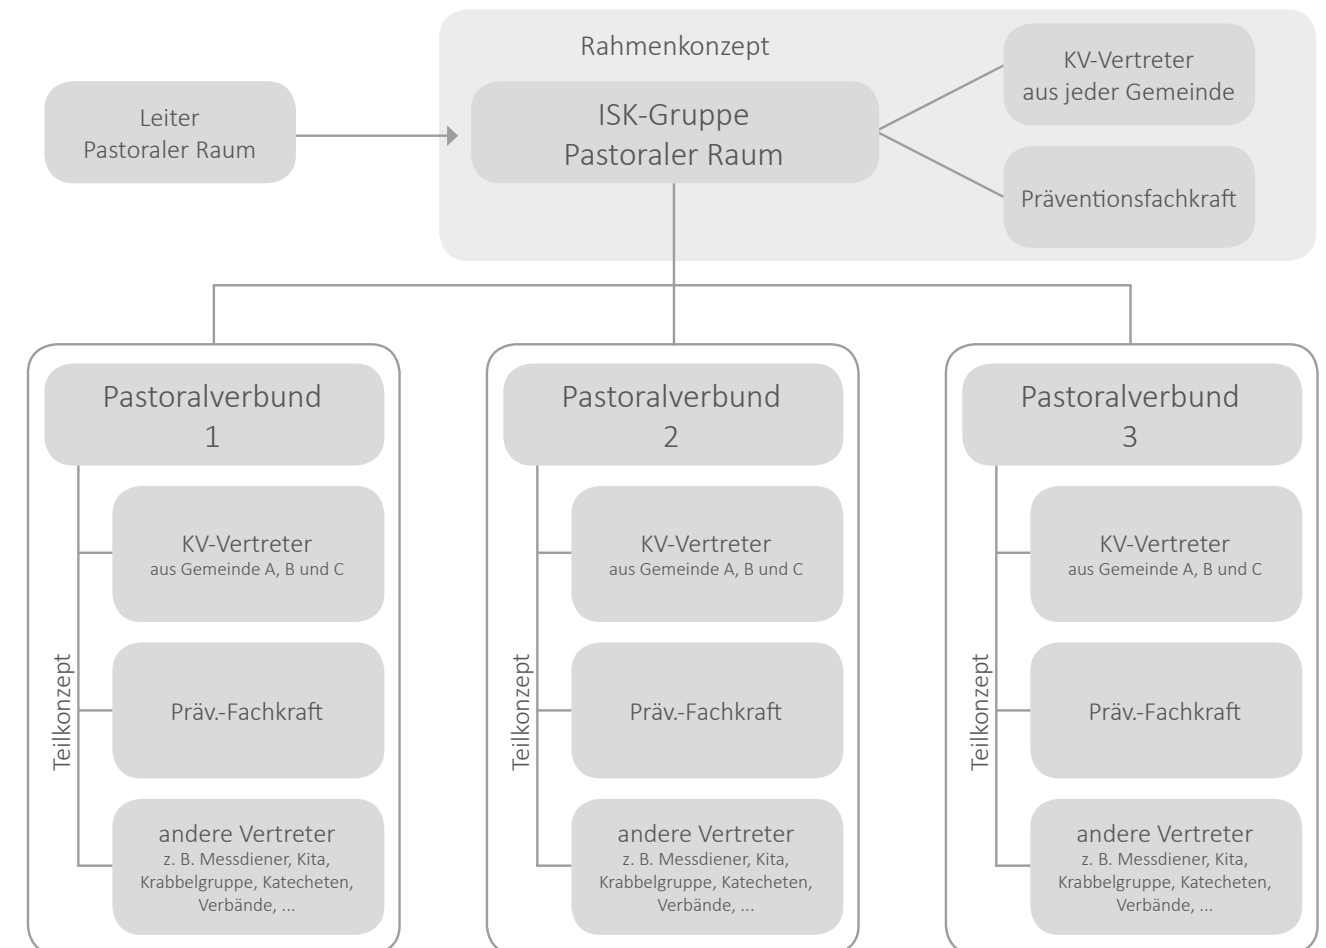 Rahmenkonzept
Leiter
Pastoraler Raum
ISK-Gruppe
Pastoraler Raum
KV-Vertreter
aus jeder Gemeinde
Präventionsfachkraft
Pastoralverbund
1
KV-Vertreter
aus Gemeinde A, B und C
Präv.-Fachkraft
andere Vertreter
z. B. Messdiener, Kita,
Krabbelgruppe, Katecheten,
Verbände, ...
Teilkonzept
Pastoralverbund
2
KV-Vertreter
aus Gemeinde A, B und C
Präv.-Fachkraft
andere Vertreter
z. B. Messdiener, Kita,
Krabbelgruppe, Katecheten,
Verbände, ...
Teilkonzept
Pastoralverbund
3
KV-Vertreter
aus Gemeinde A, B und C
Präv.-Fachkraft
andere Vertreter
z. B. Messdiener, Kita,
Krabbelgruppe, Katecheten,
Verbände, ...
Teilkonzept